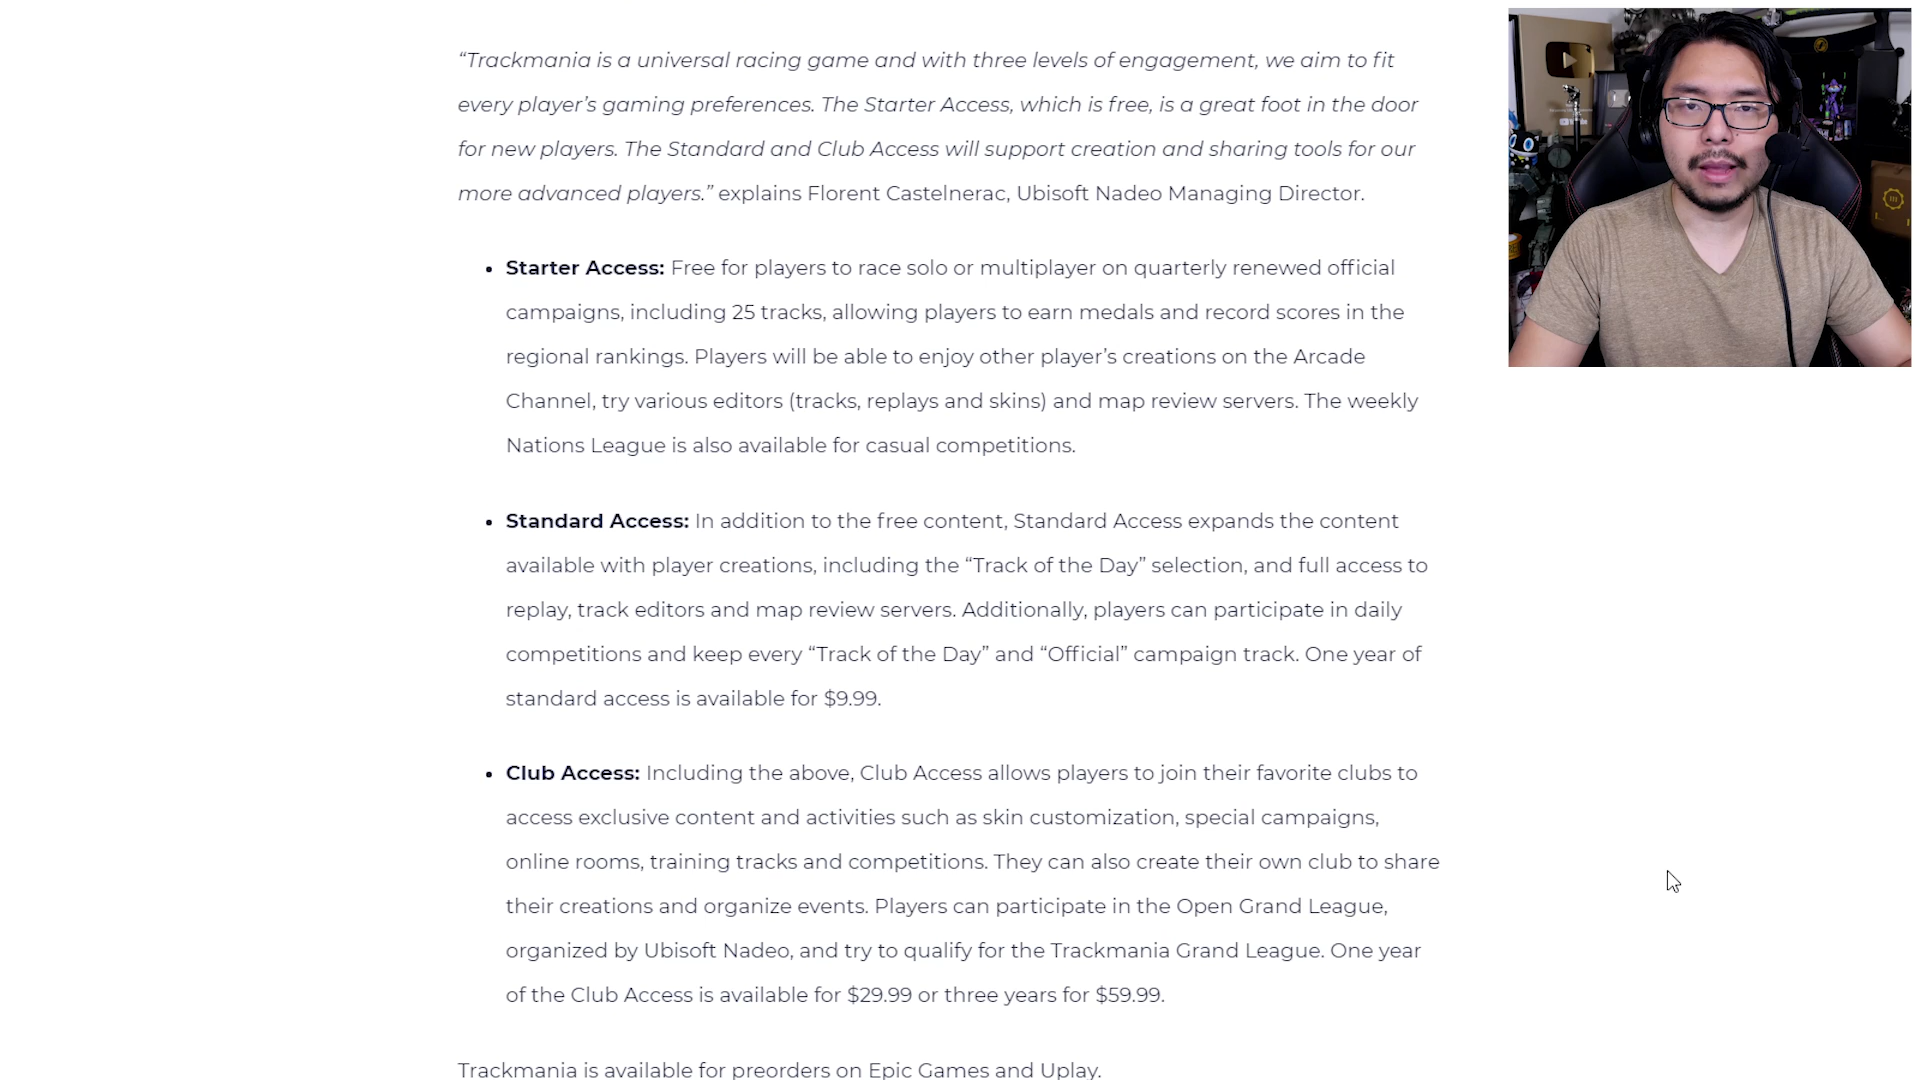 “Trackmania is a universal racing game and with three levels of engagement, we aim to fit
every player’s gaming preferences. The Starter Access, which is free, is a great foot in the door
for new players. The Standard and Club Access will support creation and sharing tools for our
more advanced players.” explains Florent Castelnerac, Ubisoft Nadeo Managing Director.
• Starter Access: Free for players to race solo or multiplayer on quarterly renewed official
campaigns, including 25 tracks, allowing players to earn medals and record scores in the
regional rankings. Players will be able to enjoy other player’s creations on the Arcade
Channel, try various editors (tracks, replays and skins) and map review servers. The weekly
Nations League is also available for casual competitions.
• Standard Access: In addition to the free content, Standard Access expands the content
available with player creations, including the “Track of the Day” selection, and full access to
replay, track editors and map review servers. Additionally, players can participate in daily
competitions and keep every “Track of the Day” and “Official” campaign track. One year of
standard access is available for $9.99.
• Club Access: Including the above, Club Access allows players to join their favorite clubs to
access exclusive content and activities such as skin customization, special campaigns,
online rooms, training tracks and competitions. They can also create their own club to share
their creations and organize events. Players can participate in the Open Grand League,
organized by Ubisoft Nadeo, and try to qualify for the Trackmania Grand League. One year
of the Club Access is available for $29.99 or three years for $59.99.
Trackmania is available for preorders on Epic Games and Uplay.